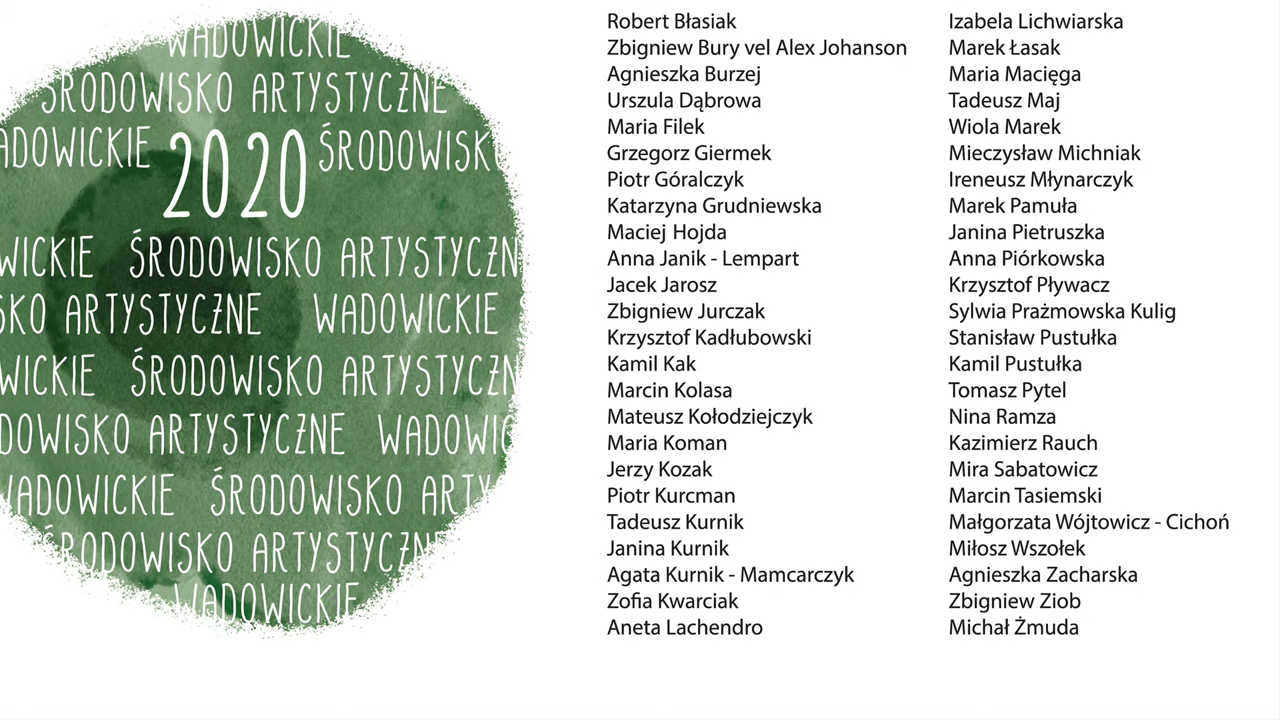 WADOWICKIE
ŚRODOWISKO ARTYSTYCZNE
ADOWICKIE 2020 ŚRODOWISKO
WICKIE ŚRODOWISKO ARTYSTYCZN
SKO ARTYSTYCZNE WADOWICKIE
WICKIE ŚRODOWISKO ARTYSTYCZN
DOWISKO ARTYSTYCZNE WADOWIC
WADOWICKIE ŚRODOWISKO ARTY
ŚRODOWISKO ARTYSTYCZNE
WADOWICKIE
Robert Błasiak
Zbigniew Bury vel Alex Johanson
Agnieszka Burzej
Urszula Dąbrowa
Maria Filek
Grzegorz Giermek
Piotr Góralczyk
Katarzyna Grudniewska
Maciej Hojda
Anna Janik - Lempart
Jacek Jarosz
Zbigniew Jurczak
Krzysztof Kadłubowski
Kamil Kak
Marcin Kolasa
Mateusz Kołodziejczyk
Maria Koman
Jerzy Kozak
Piotr Kurcman
Tadeusz Kurnik
Janina Kurnik
Agata Kurnik - Mamcarczyk
Zofia Kwarciak
Aneta Lachendro
Izabela Lichwiarska
Marek Łasak
Maria Macięga
Tadeusz Maj
Wiola Marek
Mieczysław Michniak
Ireneusz Młynarczyk
Marek Pamuła
Janina Pietruszka
Anna Piórkowska
Krzysztof Pływacz
Sylwia Prażmowska Kulig
Stanisław Pustułka
Kamil Pustułka
Tomasz Pytel
Nina Ramza
Kazimierz Rauch
Mira Sabatowicz
Marcin Tasiemski
Małgorzata Wójtowicz - Cichoń
Miłosz Wszołek
Agnieszka Zacharska
Zbigniew Ziob
Michał Żmuda